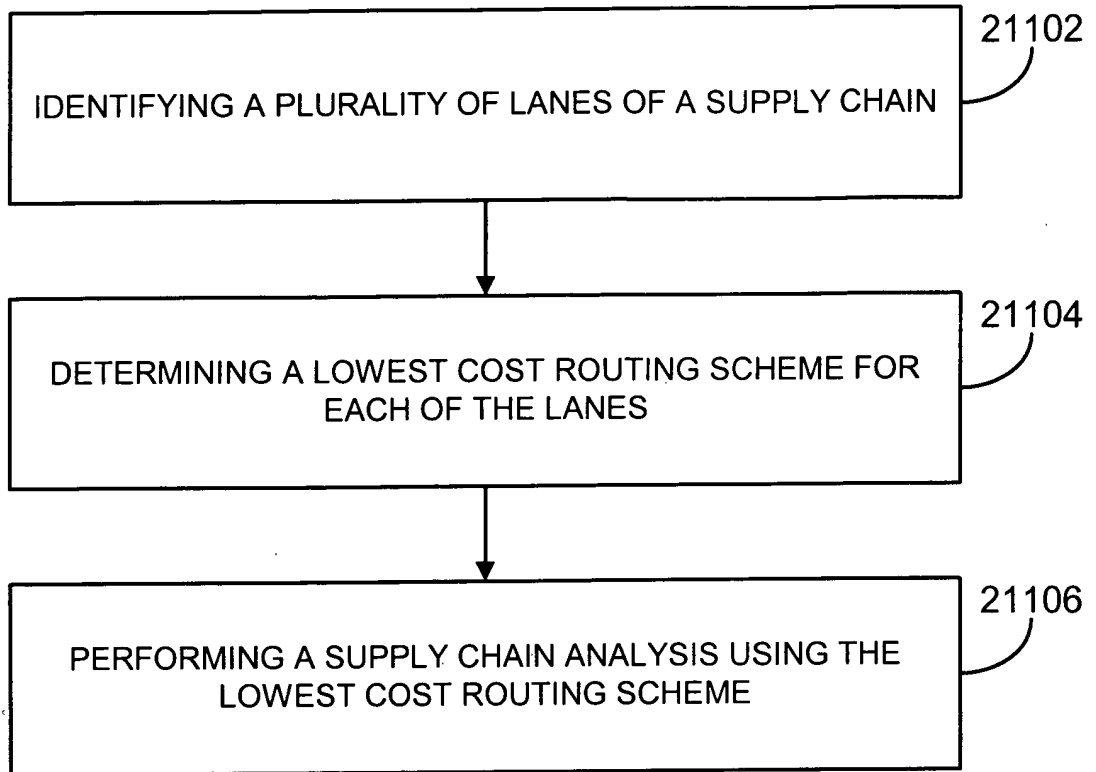 21102
IDENTIFYING A PLURALITY OF LANES OF A SUPPLY CHAIN
21104
DETERMINING A LOWEST COST ROUTING SCHEME FOR
EACH OF THE LANES
21106
PERFORMING A SUPPLY CHAIN ANALYSIS USING THE
LOWEST COST ROUTING SCHEME